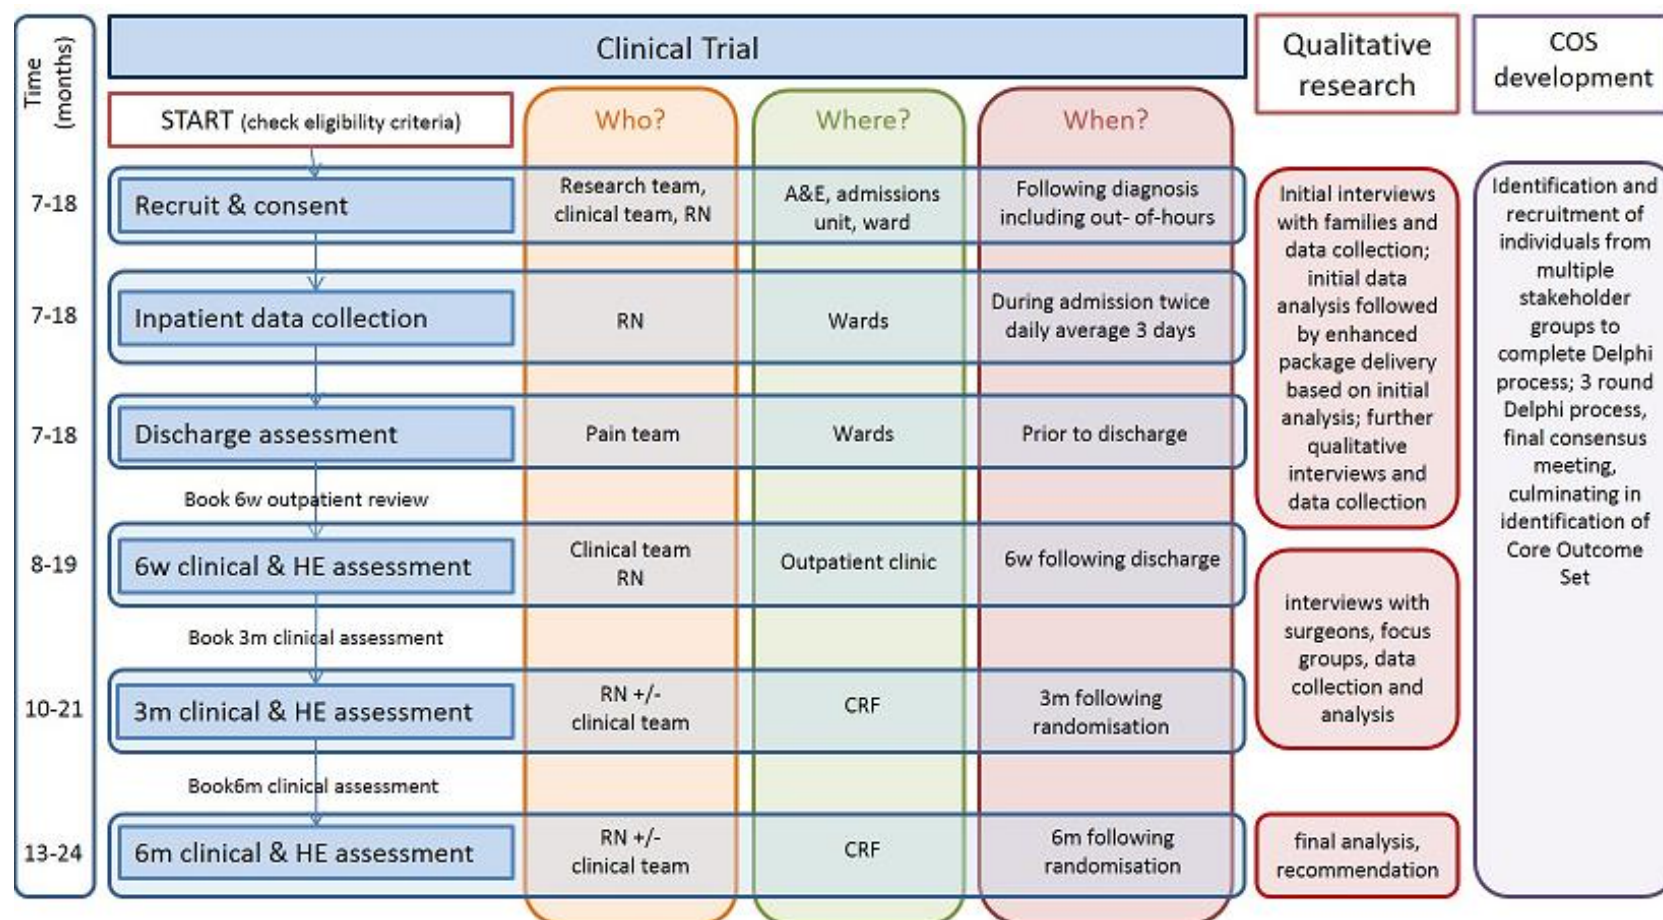 Time
(months)
Clinical Trial
Qualitative
research
COS
development
START (check eligibility criteria)
Who?
Where?
When?
7-18
Recruit & consent
Research team,
clinical team, RN
A&E, admissions
unit, ward
Following diagnosis
including out- of-hours
7-18
Inpatient data collection
RN
Wards
During admission twice
daily average 3 days
7-18
Discharge assessment
Pain team
Wards
Prior to discharge
Book 6w outpatient review
8-19
6w clinical & HE assessment
Clinical team
RN
Outpatient clinic
6w following discharge
Book 3m clinical assessment
10-21
3m clinical & HE assessment
RN +/-
clinical team
CRF
3m following
randomisation
Book6m clinical assessment
13-24
6m clinical & HE assessment
RN +/-
clinical team
CRF
6m following
randomisation
Initial interviews
with families and
data collection;
initial data
analysis followed
by enhanced
package delivery
based on initial
analysis; further
qualitative
interviews and
data collection
interviews with
surgeons, focus
groups, data
collection and
analysis
final analysis,
recommendation
Identification and
recruitment of
individuals from
multiple
stakeholder
groups to
complete Delphi
process; 3 round
Delphi process,
final consensus
meeting,
culminating in
identification of
Core Outcome
Set